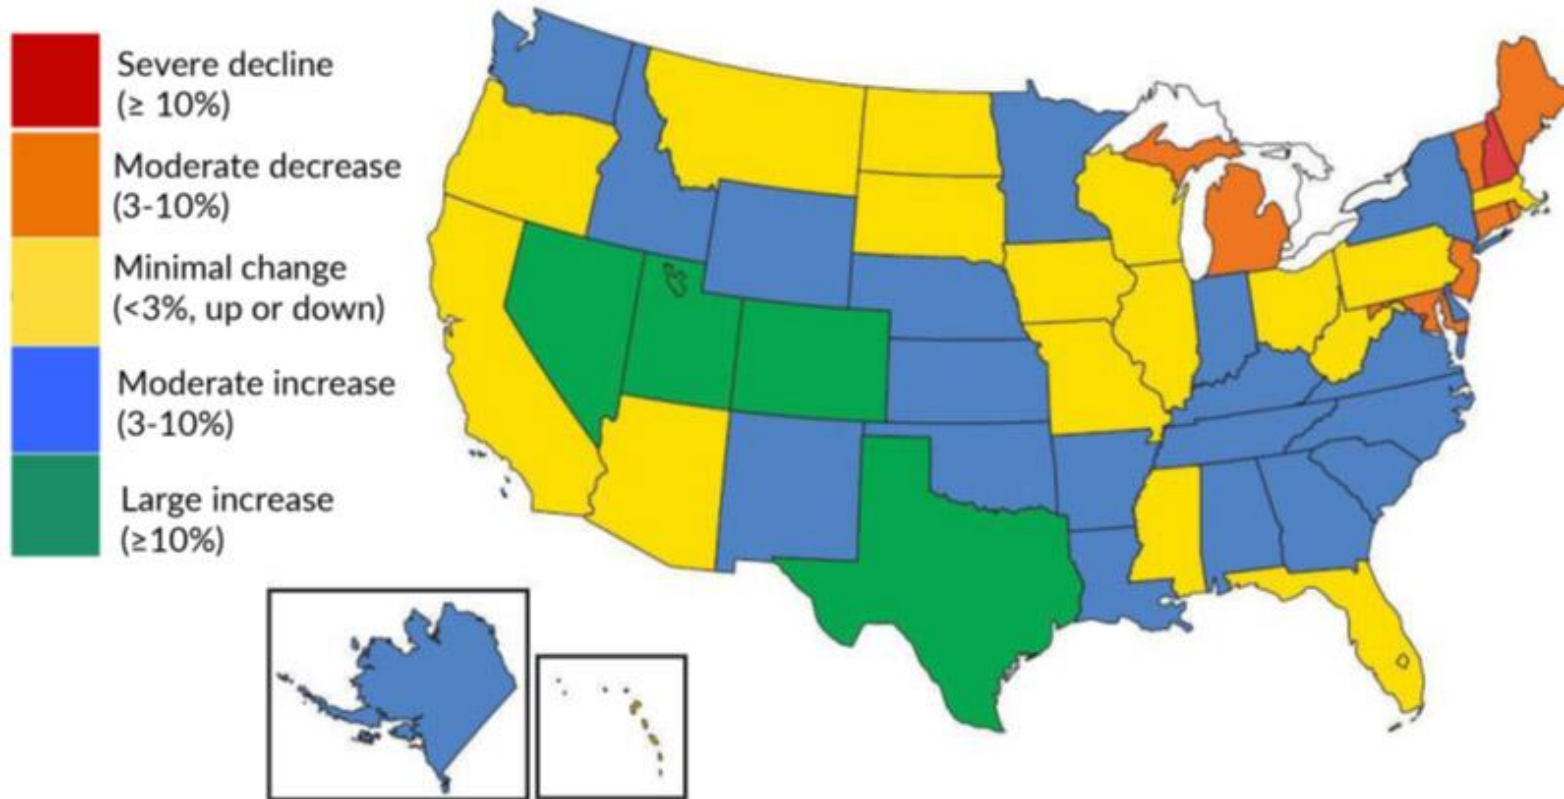 Severe decline
(≥ 10%)
Moderate decrease
(3-10%)
Minimal change
(<3%, up or down)
Moderate increase
(3-10%)
Large increase
(≥10%)